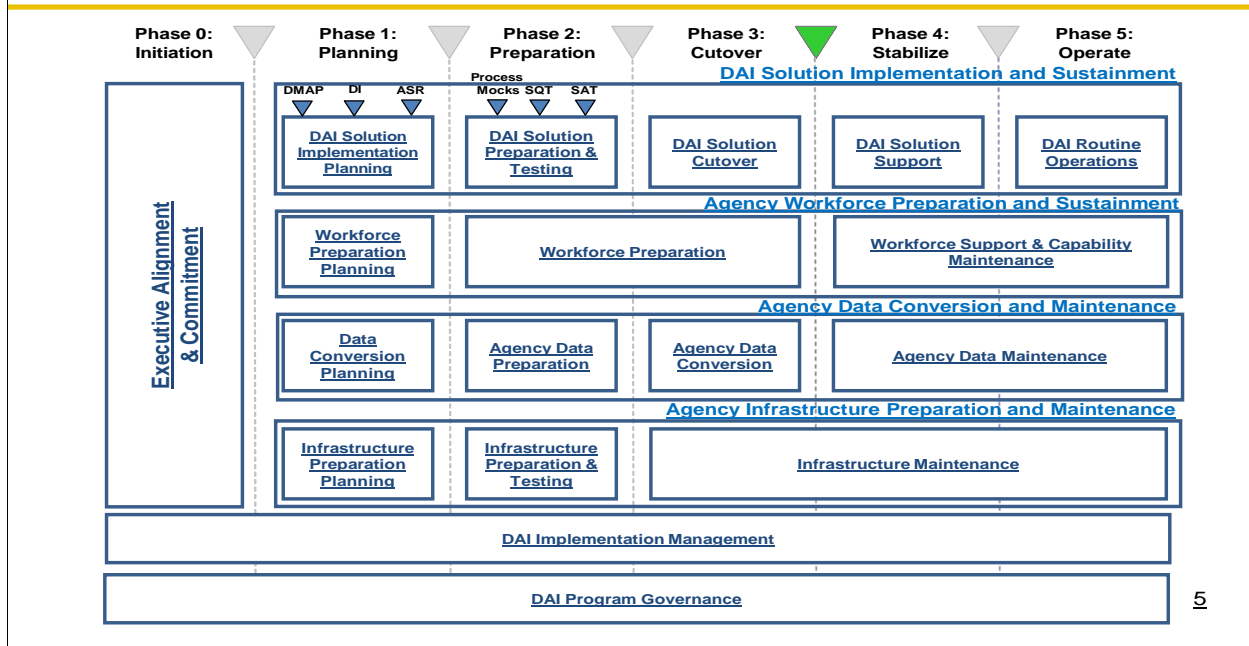 Phase 0:
Initiation
Phase 1:
Planning
Phase 2:
Preparation
Phase 3:
Cutover
Phase 4:
Stabilize
Phase 5:
Operate
DAI Solution Implementation and Sustainment
DMAP
DI
ASR
Process
Mocks
SQT
SAT
DAI Solution
Implementation
Planning
DAI Solution
Preparation &
Testing
DAI Solution
Cutover
DAI Solution
Support
DAI Routine
Operations
Executive Alignment
& Commitment
Agency Workforce Preparation and Sustainment
Workforce
Preparation
Planning
Workforce Preparation
Workforce Support & Capability
Maintenance
Agency Data Conversion and Maintenance
Data
Conversion
Planning
Agency Data
Preparation
Agency Data
Conversion
Agency Data Maintenance
Agency Infrastructure Preparation and Maintenance
Infrastructure
Preparation
Planning
Infrastructure
Preparation &
Testing
Infrastructure Maintenance
DAI Implementation Management
DAI Program Governance
5